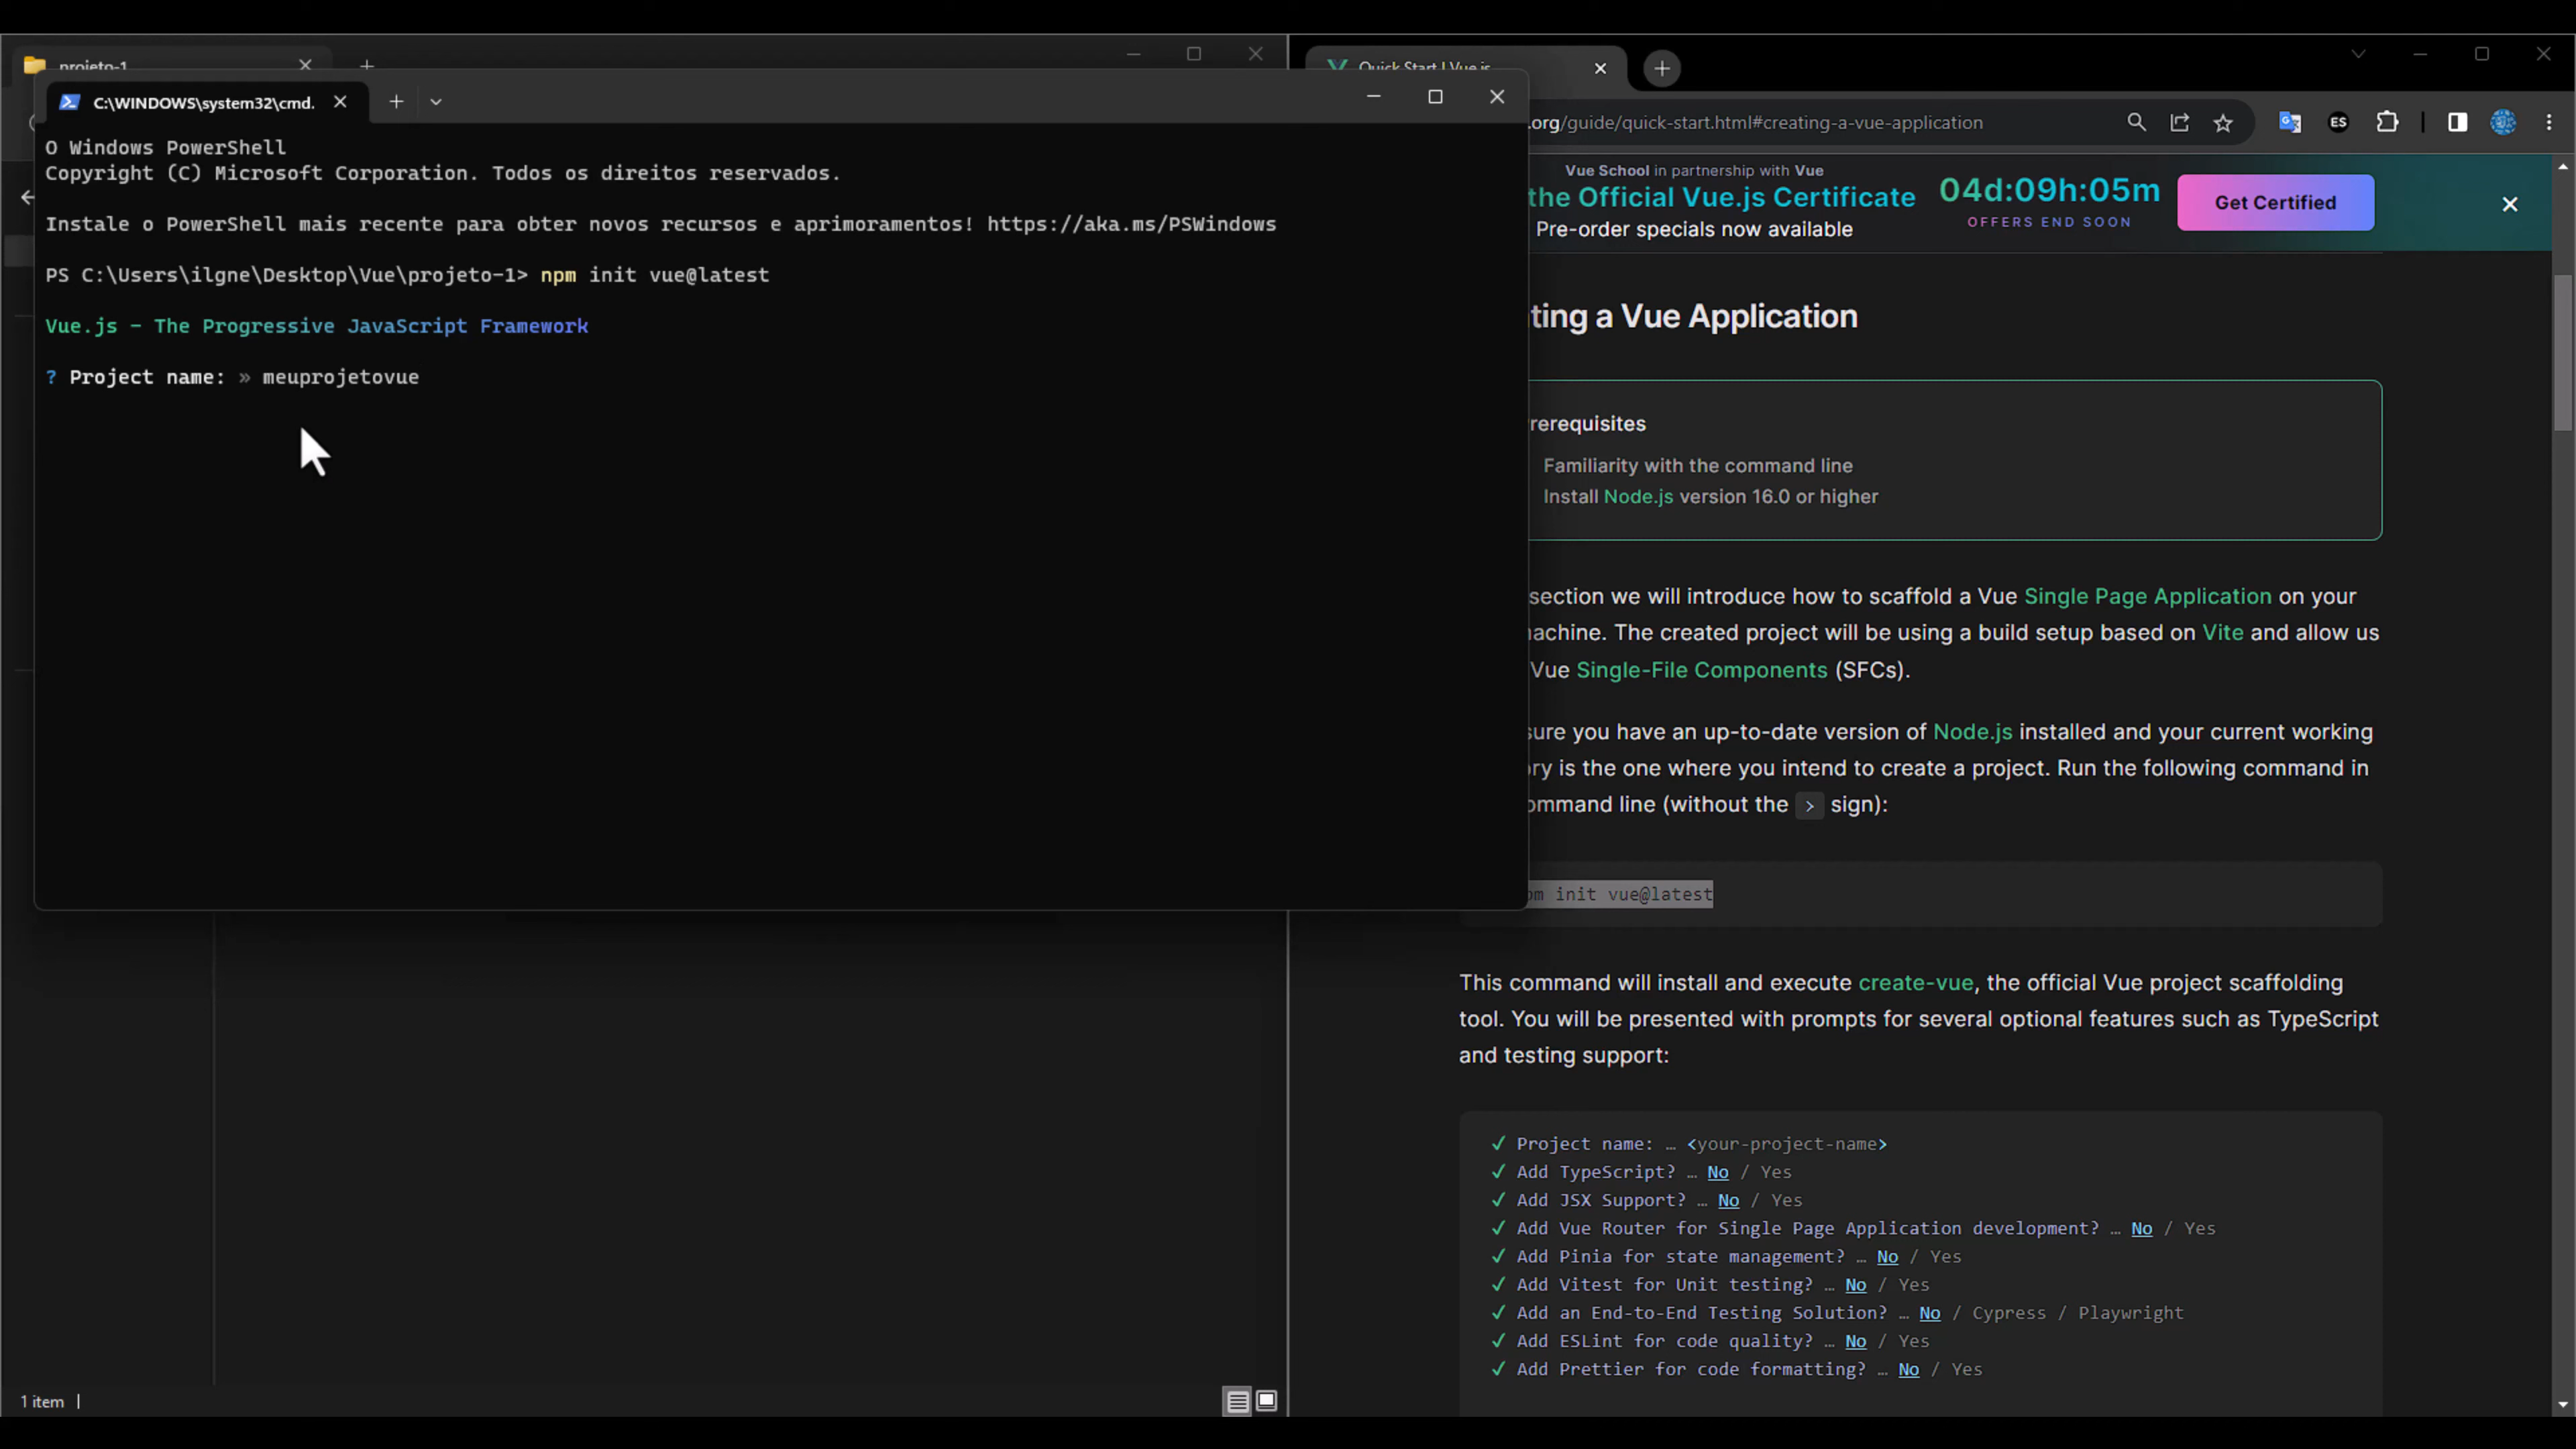 projeto-1
C:\WINDOWS\system32\cmd.
O Windows PowerShell
Copyright (C) Microsoft Corporation. Todos os direitos reservados.
Instale o PowerShell mais recente para obter novos recursos e aprimoramentos! https://aka.ms/PSWindows
PS C:\Users\ilgne\Desktop\Vue\projeto-1> npm init vue@latest
Vue.js - The Progressive JavaScript Framework
? Project name: » meuprojetovue
1 item
Quick Start | Vue.js
.org/guide/quick-start.html#creating-a-vue-application
ES
Vue School in partnership with Vue
the Official Vue.js Certificate
Pre-order specials now available
04d:09h:05m
OFFERS END SOON
Get Certified
ting a Vue Application
rerequisites
Familiarity with the command line
Install Node.js version 16.0 or higher
section we will introduce how to scaffold a Vue Single Page Application on your
achine. The created project will be using a build setup based on Vite and allow us
Vue Single-File Components (SFCs).
sure you have an up-to-date version of Node.js installed and your current working
ry is the one where you intend to create a project. Run the following command in
ommand line (without the > sign):
pm init vue@latest
This command will install and execute create-vue, the official Vue project scaffolding
tool. You will be presented with prompts for several optional features such as TypeScript
and testing support:
✓ Project name: … <your-project-name>
✓ Add TypeScript? … No / Yes
✓ Add JSX Support? … No / Yes
✓ Add Vue Router for Single Page Application development? … No / Yes
✓ Add Pinia for state management? … No / Yes
✓ Add Vitest for Unit testing? … No / Yes
✓ Add an End-to-End Testing Solution? … No / Cypress / Playwright
✓ Add ESLint for code quality? … No / Yes
✓ Add Prettier for code formatting? … No / Yes